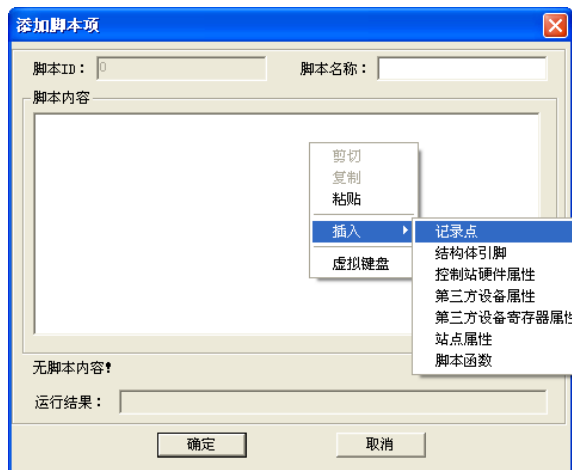 添加脚本项
脚本ID： 0 脚本名称：
脚本内容
剪切
复制
粘贴
插入
虚拟键盘
记录点
结构体引脚
控制站硬件属性
第三方设备属性
第三方设备寄存器属性
站点属性
脚本函数
无脚本内容!
运行结果：
确定 取消